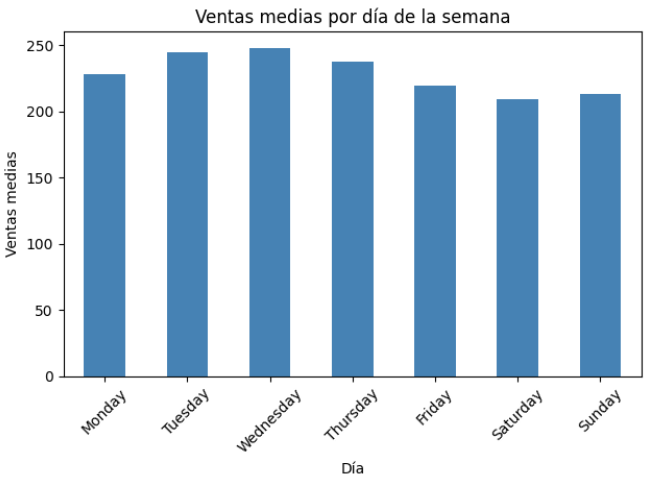 Ventas medias por día de la semana
Ventas medias
250
200
150
100
50
0
Monday
Tuesday
Wednesday
Thursday
Friday
Saturday
Sunday
Día